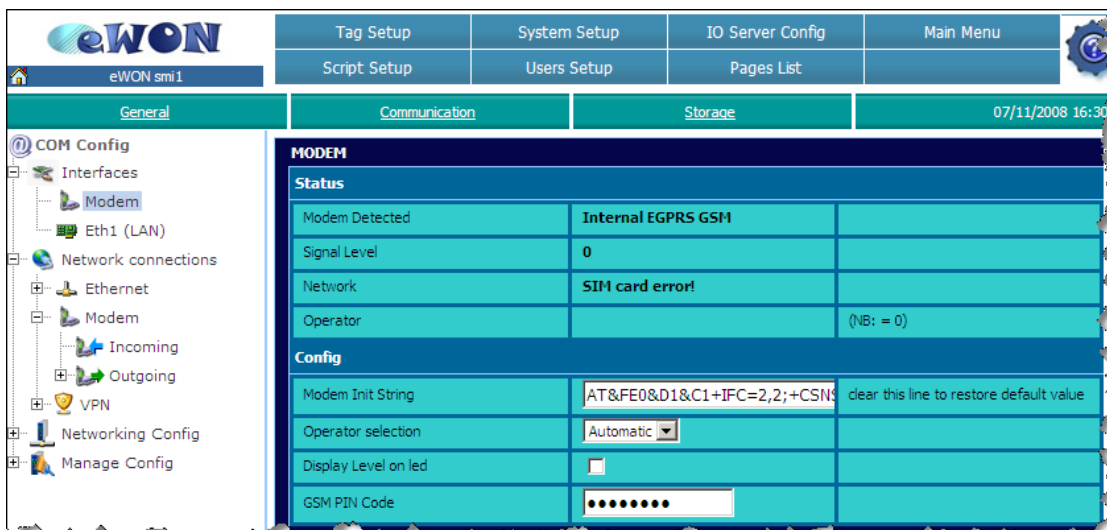 eWON
Tag Setup System Setup IO Server Config Main Menu
eWON smi1
Script Setup Users Setup Pages List
General Communication Storage 07/11/2008 16:30
COM Config
Interfaces
Modem
Eth1 (LAN)
Network connections
Ethernet
Modem
Incoming
Outgoing
VPN
Networking Config
Manage Config
MODEM
Status
Modem Detected Internal EGPRS GSM
Signal Level 0
Network SIM card error!
Operator (NB: = 0)
Config
Modem Init String AT&FE0&D1&C1+IFC=2,2;+CSNS clear this line to restore default value
Operator selection Automatic
Display Level on led
GSM PIN Code ●●●●●●●●